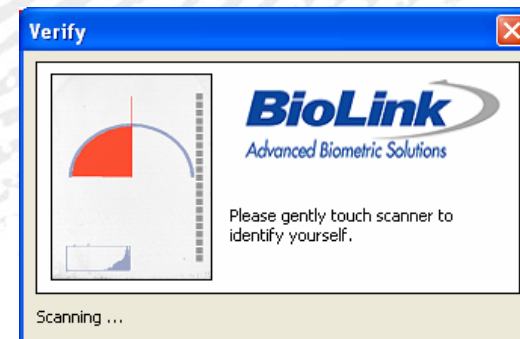 Verify
BioLink
Advanced Biometric Solutions
Please gently touch scanner to
identify yourself.
Scanning ...